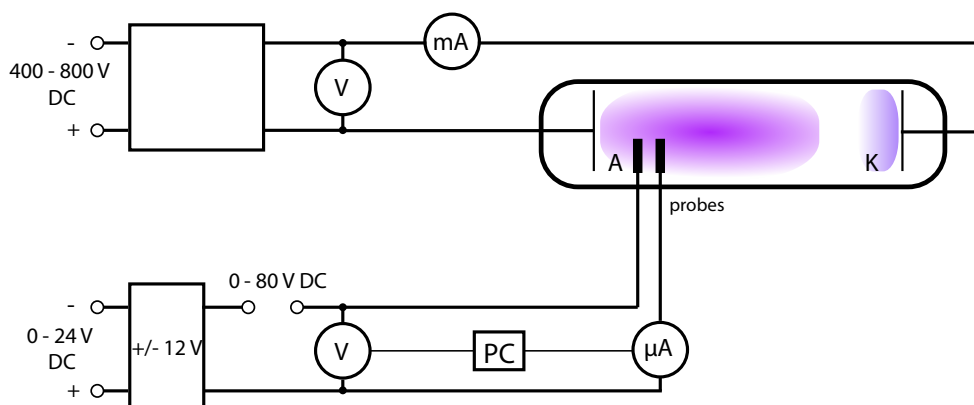 -
mA
400 - 800 V
DC
V
+
A
K
probes
0 - 80 V DC
-
0 - 24 V
DC
+/- 12 V
V
PC
µA
+